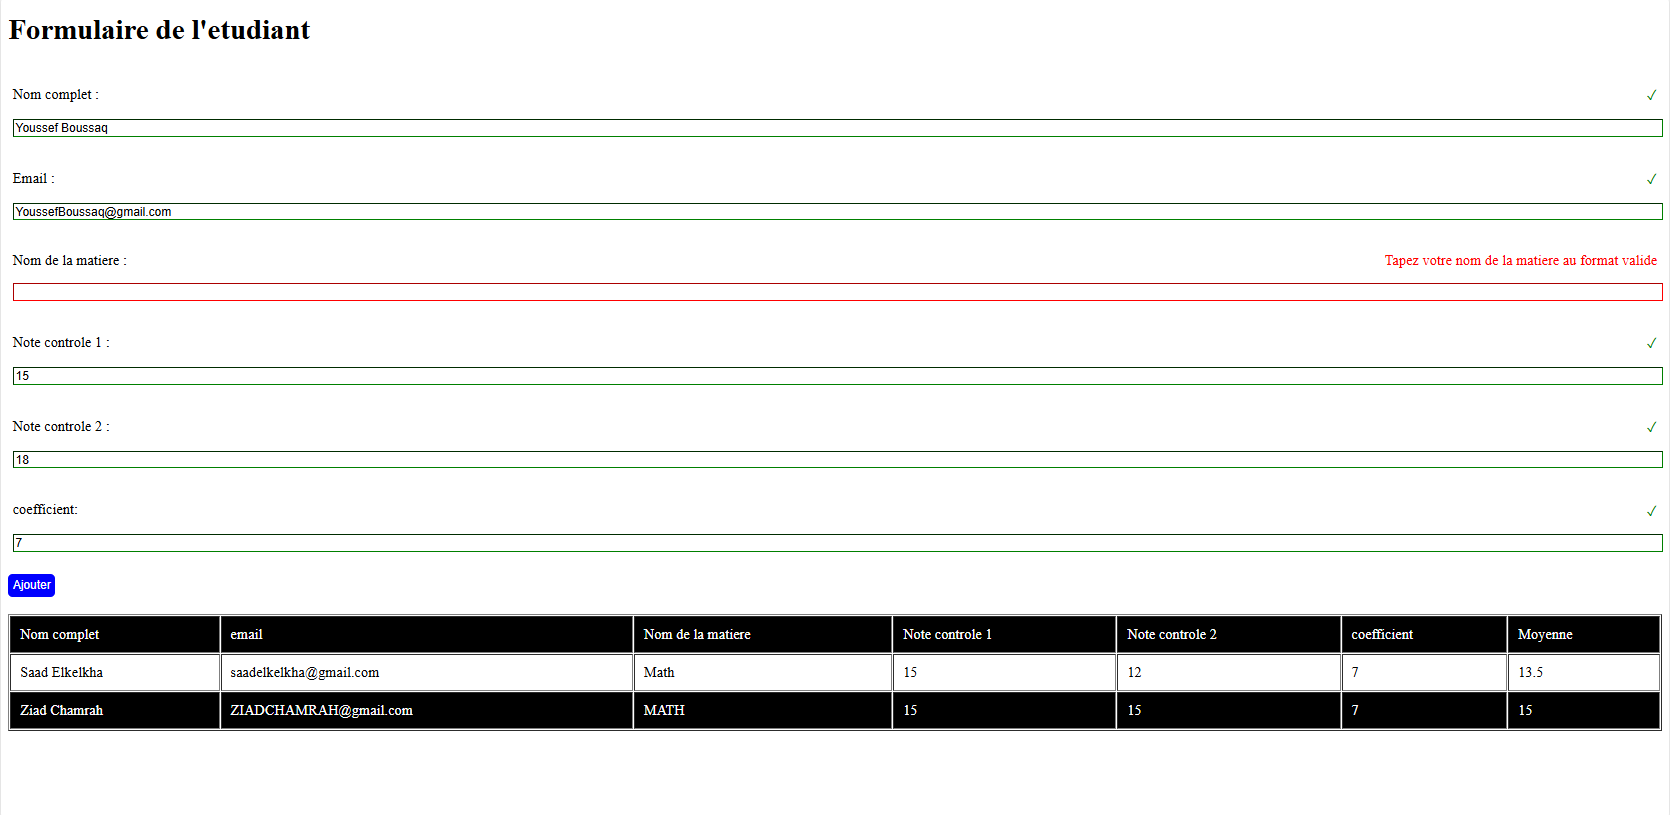 Formulaire de l'etudiant
Nom complet : ✓
Youssef Boussaq
Email : ✓
YoussefBoussaq@gmail.com
Nom de la matiere : Tapez votre nom de la matiere au format valide
Note controle 1 : ✓
15
Note controle 2 : ✓
18
coefficient: ✓
7
Ajouter
Nom complet email Nom de la matiere Note controle 1 Note controle 2 coefficient Moyenne
Saad Elkelkha saadelkelkha@gmail.com Math 15 12 7 13.5
Ziad Chamrah ZIADCHAMRAH@gmail.com MATH 15 15 7 15